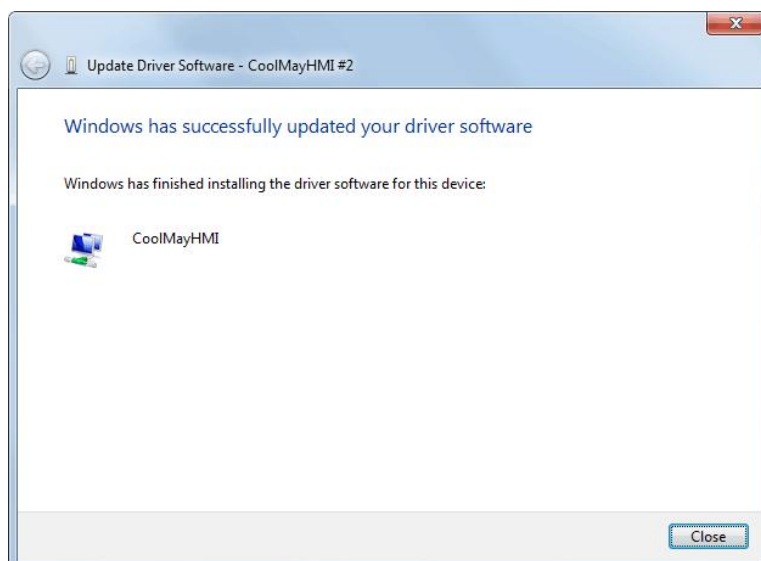 Update Driver Software - CoolMayHMI #2
Windows has successfully updated your driver software
Windows has finished installing the driver software for this device:
CoolMayHMI
Close